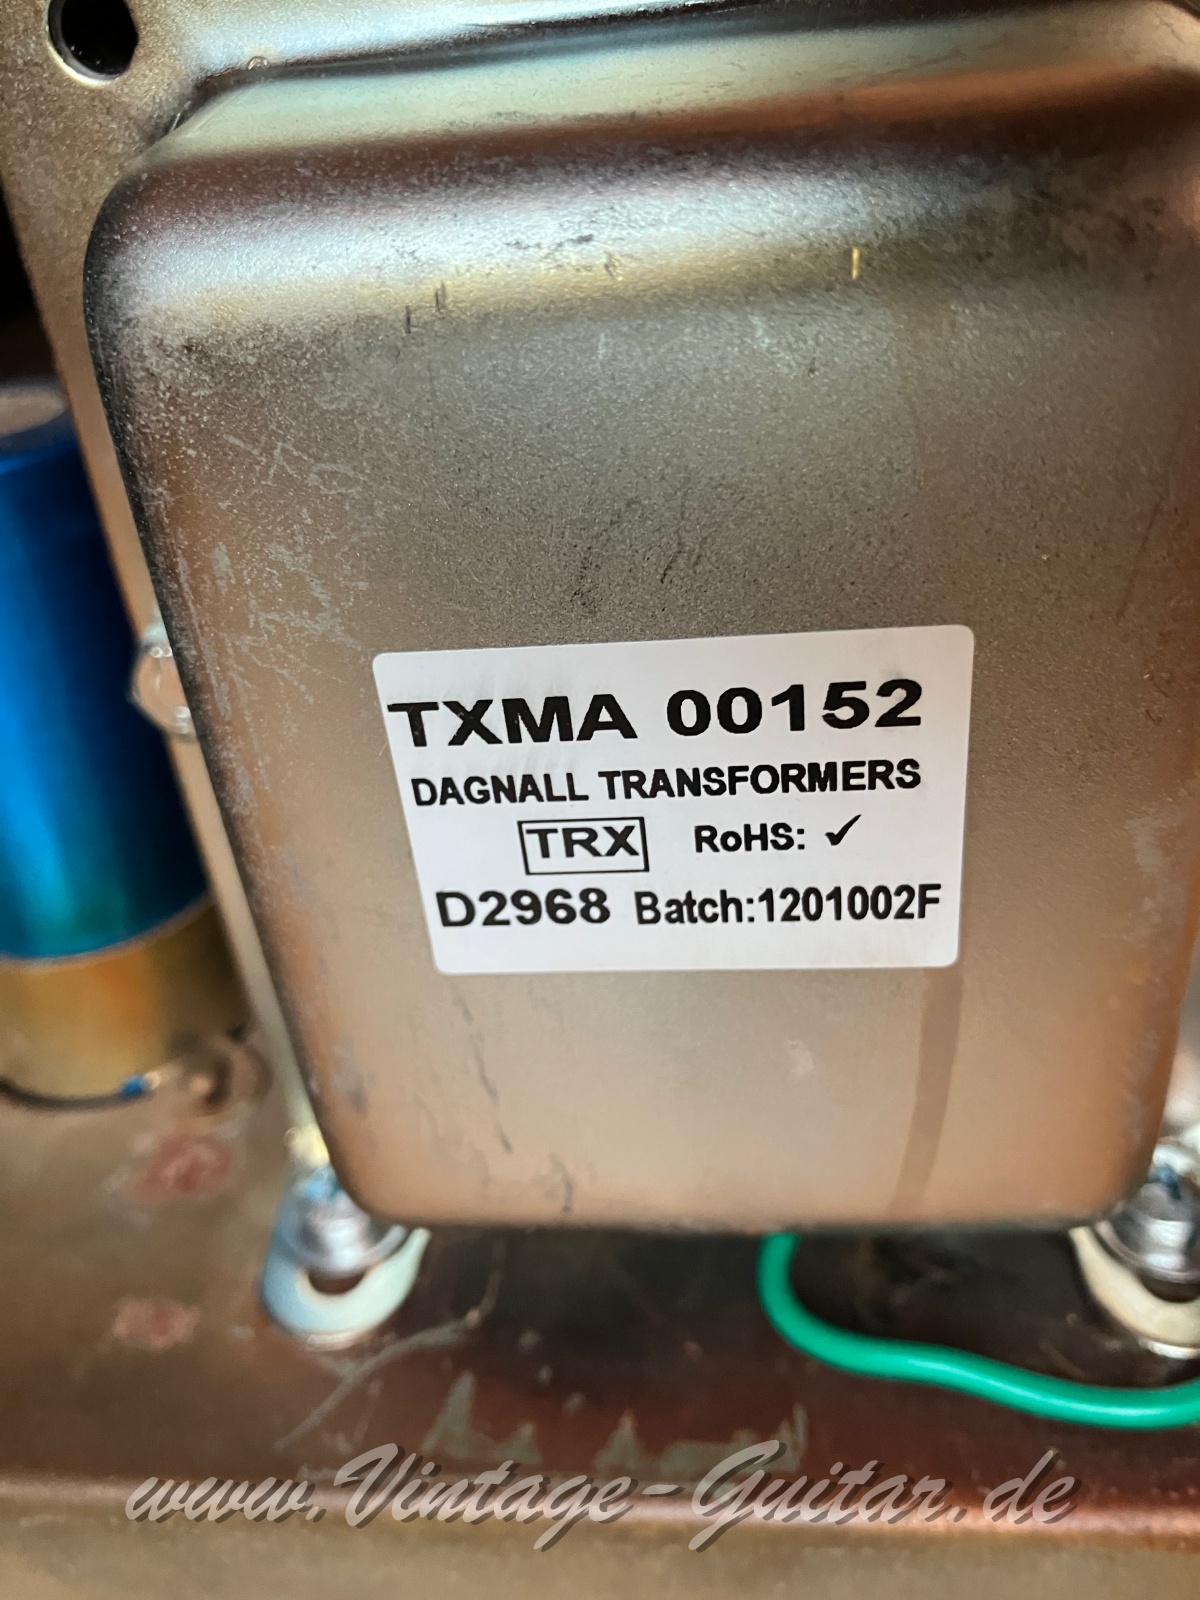 TXMA 00152
DAGNALL TRANSFORMERS
TRX RoHS: ✓
D2968 Batch:1201002F
www.Vintage-Guitar.de